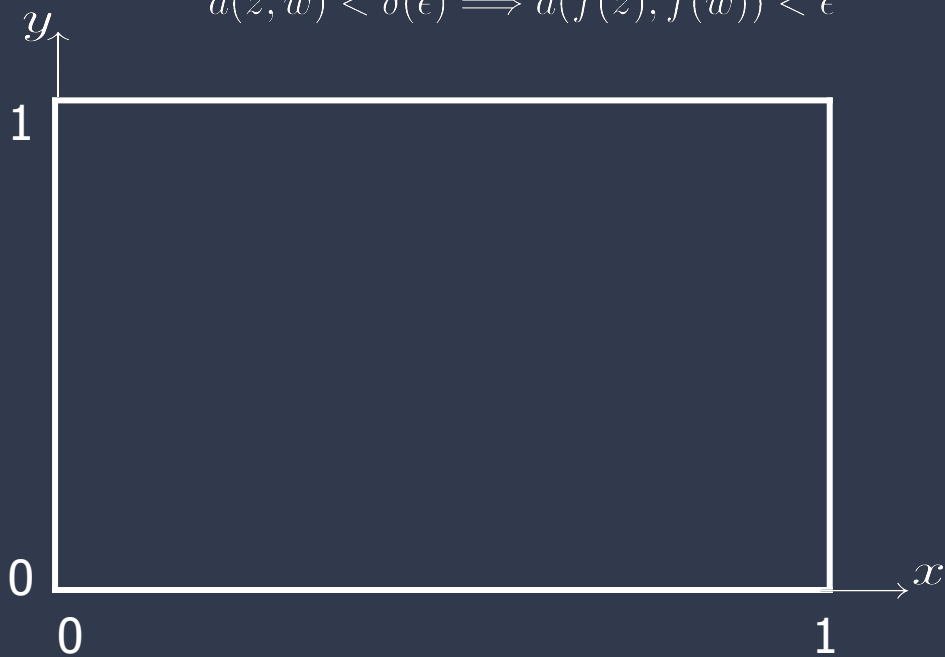 d(z, w) < δ(ϵ) ⟹ d(f(z), f(w)) < ϵ
y
1
0
x
0 1